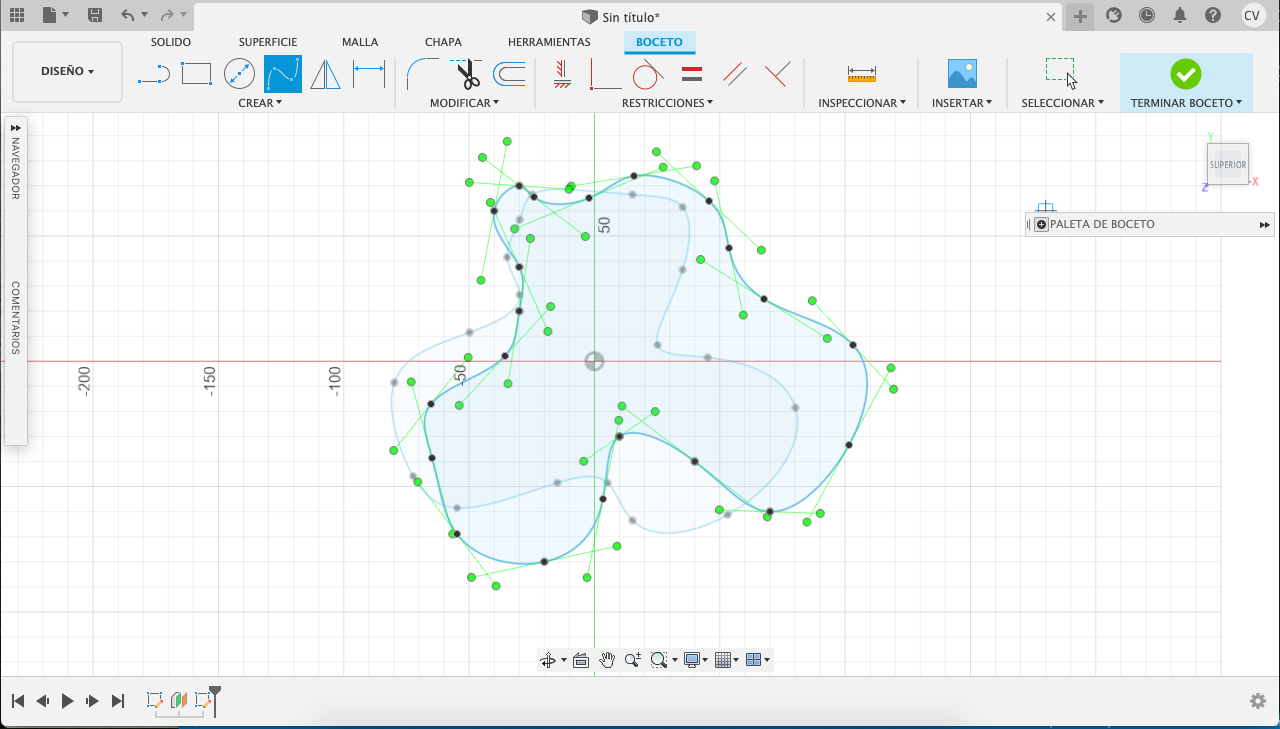 Sin título*
CV
SOLIDO SUPERFICIE MALLA CHAPA HERRAMIENTAS BOCETO
DISEÑO
CREAR MODIFICAR RESTRICCIONES INSPECCIONAR INSERTAR SELECCIONAR TERMINAR BOCETO
NAVEGADOR
COMENTARIOS
Y
SUPERIOR
Z
X
PALETA DE BOCETO
50
-200
-150
-100
-50